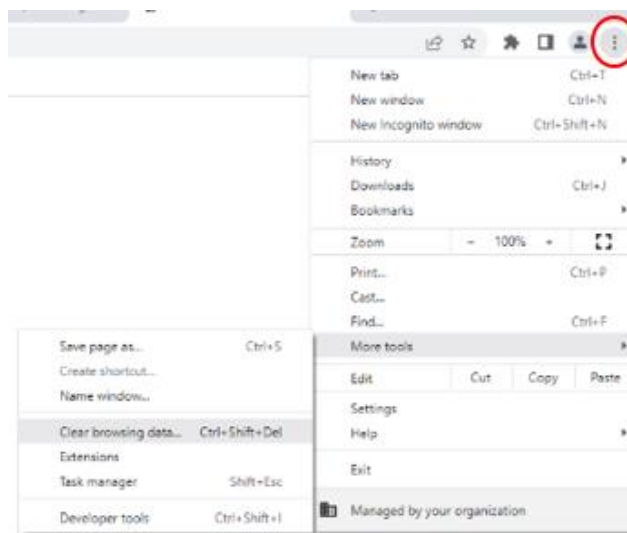 New tab Ctrl+T
New window Ctrl+N
New Incognito window Ctrl+Shift+N
History
Downloads Ctrl+J
Bookmarks
Zoom - 100% +
Print... Ctrl+P
Cast...
Find... Ctrl+F
More tools
Edit Cut Copy Paste
Settings
Help
Exit
Managed by your organization
Save page as... Ctrl+S
Create shortcut...
Name window...
Clear browsing data... Ctrl+Shift+Del
Extensions
Task manager Shift+Esc
Developer tools Ctrl+Shift+I